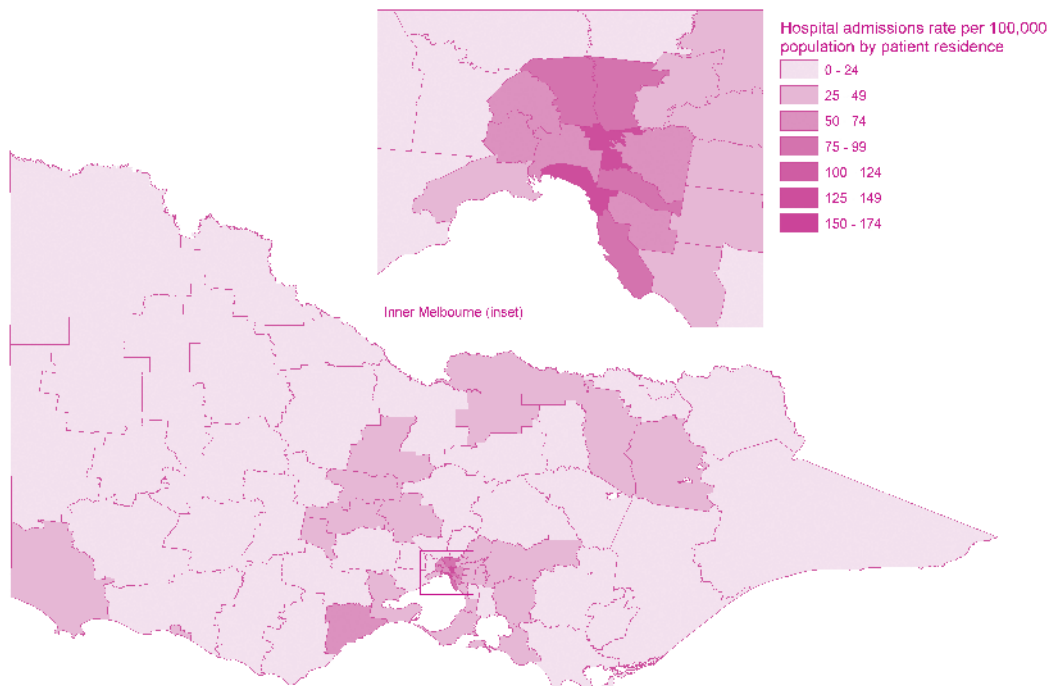 Hospital admissions rate per 100,000
population by patient residence
0 - 24
25 49
50 74
75 - 99
100 124
125 149
150 - 174
Inner Melbourne (inset)